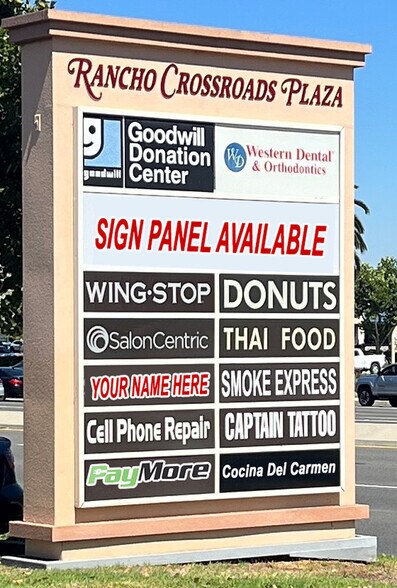 Rancho Crossroads Plaza
goodwill
Goodwill
Donation
Center
WD Western Dental
& Orthodontics
SIGN PANEL AVAILABLE
WING·STOP DONUTS
SalonCentric THAI FOOD
YOUR NAME HERE SMOKE EXPRESS
Cell Phone Repair CAPTAIN TATTOO
PayMore Cocina Del Carmen